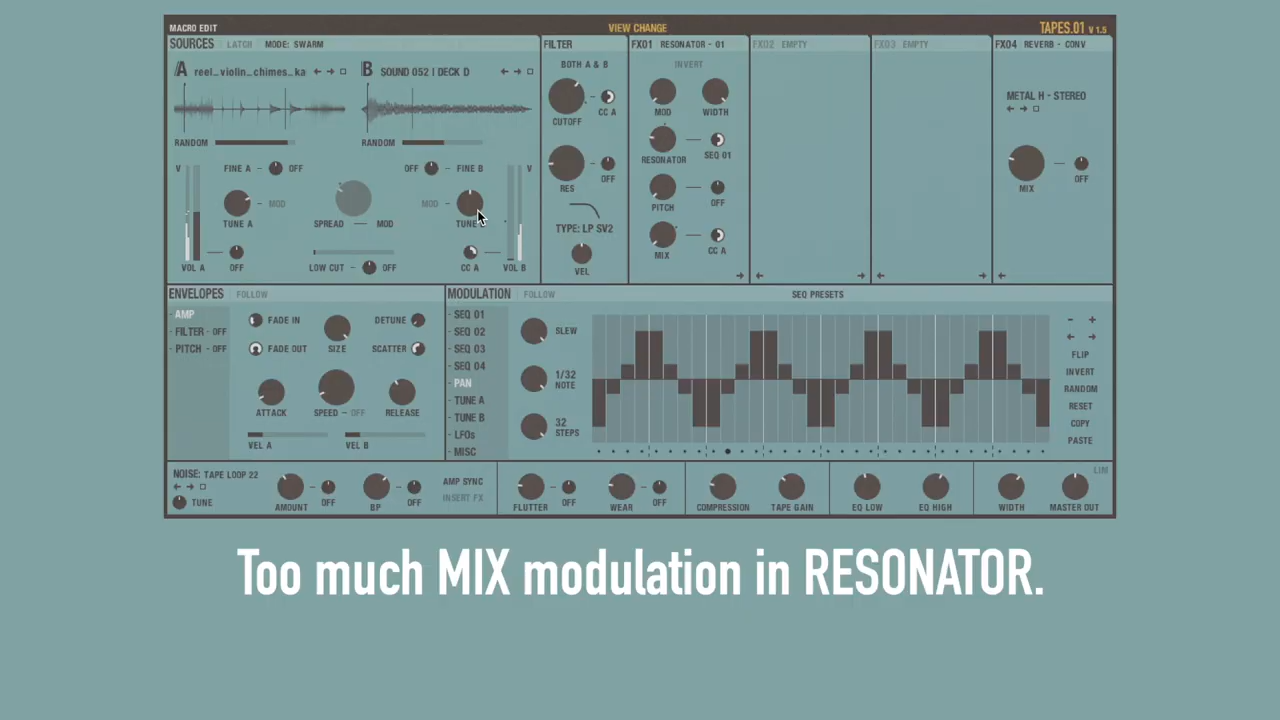 MACRO EDIT
VIEW CHANGE
TAPES.01 V 1.5
SOURCES LATCH MODE: SWARM
A reel_violin_chimes_ka
B SOUND 052 | DECK D
RANDOM
RANDOM
V
FINE A OFF
OFF FINE B
V
TUNE A MOD
SPREAD MOD
MOD TUNE
VOL A OFF
LOW CUT OFF
CC A VOL B
FILTER
BOTH A & B
CUTOFF CC A
RES OFF
TYPE: LP SV2
VEL
FX01 RESONATOR - 01
INVERT
MOD WIDTH
RESONATOR SEQ 01
PITCH OFF
MIX CC A
FX02 EMPTY
FX03 EMPTY
FX04 REVERB - CONV
METAL H - STEREO
MIX OFF
ENVELOPES FOLLOW
- AMP
- FILTER - OFF
- PITCH - OFF
FADE IN
FADE OUT
SIZE
DETUNE
SCATTER
ATTACK
SPEED - OFF
RELEASE
VEL A
VEL B
MODULATION FOLLOW
SEQ PRESETS
- SEQ 01
- SEQ 02
- SEQ 03
- SEQ 04
- PAN
- TUNE A
- TUNE B
- LFOs
- MISC
SLEW
1/32
NOTE
32
STEPS
- +
FLIP
INVERT
RANDOM
RESET
COPY
PASTE
NOISE: TAPE LOOP 22
TUNE
AMOUNT OFF
BP OFF
AMP SYNC
INSERT FX
FLUTTER OFF
WEAR OFF
COMPRESSION
TAPE GAIN
EQ LOW
EQ HIGH
WIDTH
LIM
MASTER OUT
Too much MIX modulation in RESONATOR.